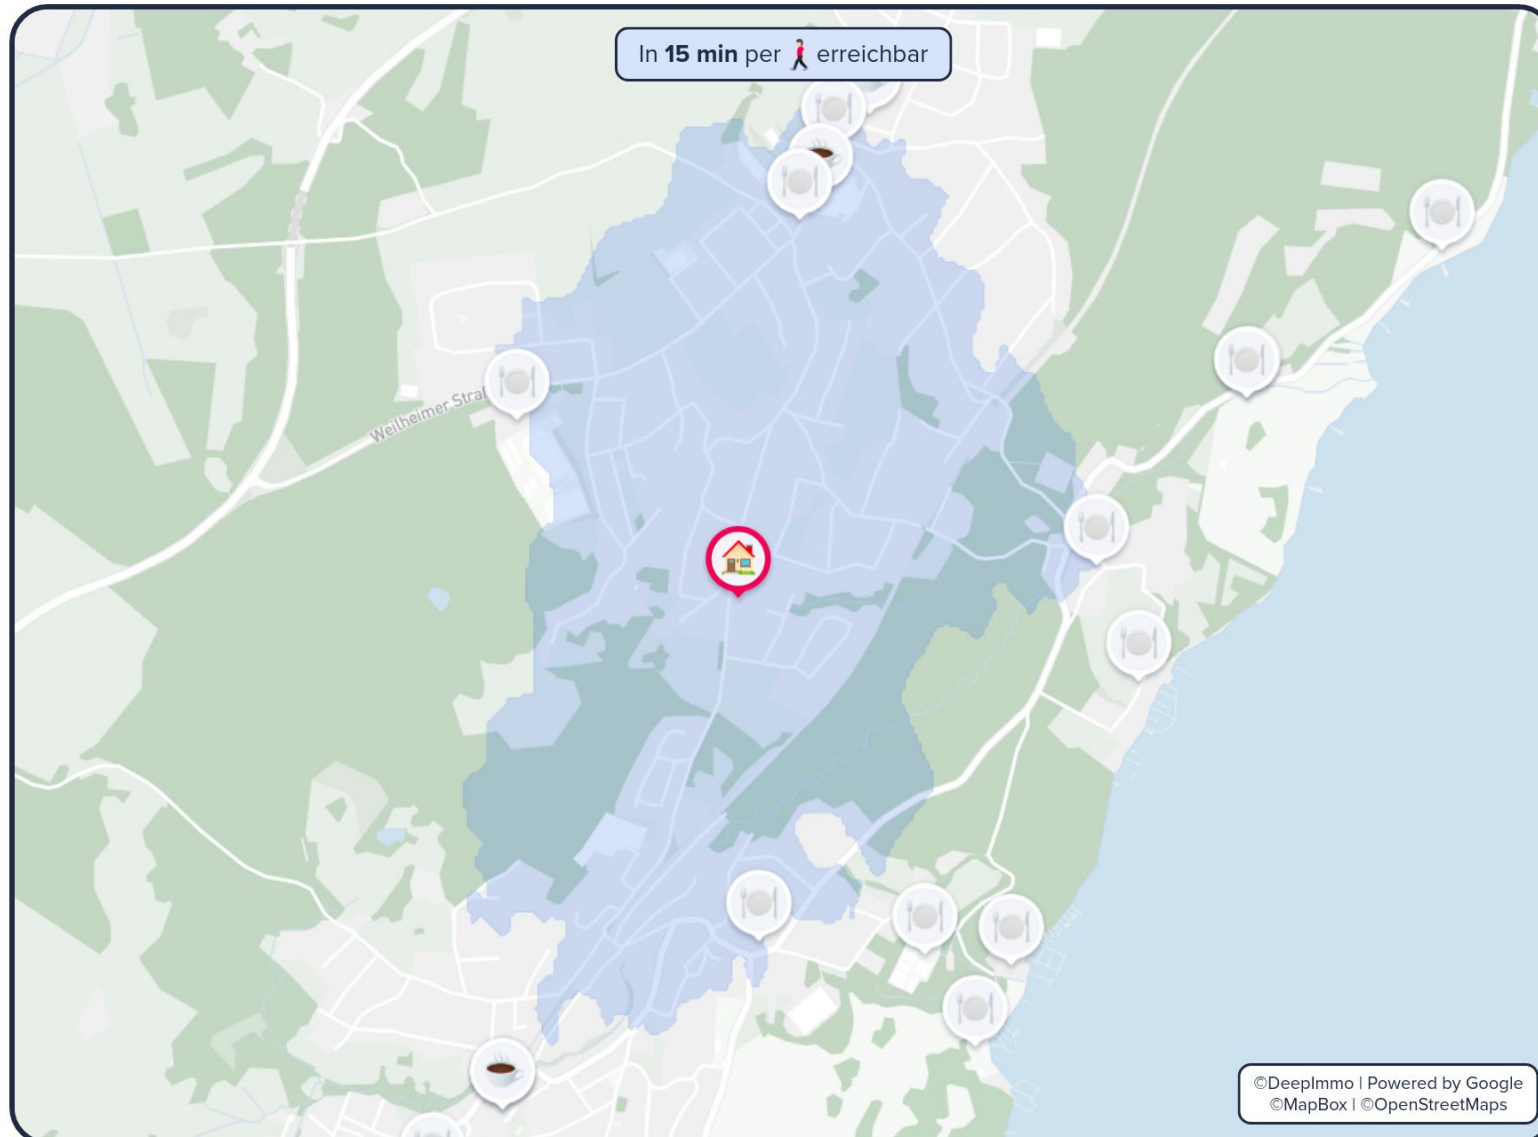 In 15 min per erreichbar
Weilheimer Straß
©DeepImmo | Powered by Google
©MapBox | ©OpenStreetMaps